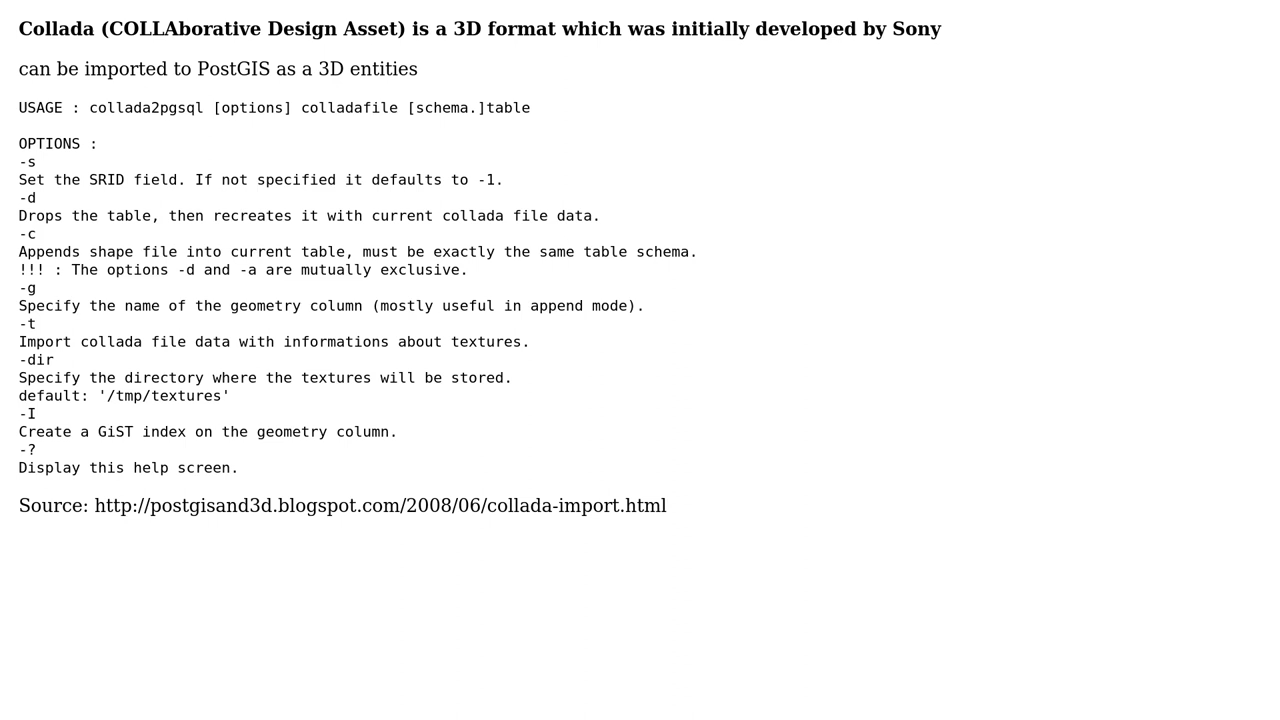 Collada (COLLAborative Design Asset) is a 3D format which was initially developed by Sony
can be imported to PostGIS as a 3D entities
USAGE : collada2pgsql [options] colladafile [schema.]table
OPTIONS :
-s
Set the SRID field. If not specified it defaults to -1.
-d
Drops the table, then recreates it with current collada file data.
-c
Appends shape file into current table, must be exactly the same table schema.
!!! : The options -d and -a are mutually exclusive.
-g
Specify the name of the geometry column (mostly useful in append mode).
-t
Import collada file data with informations about textures.
-dir
Specify the directory where the textures will be stored.
default: '/tmp/textures'
-I
Create a GiST index on the geometry column.
-?
Display this help screen.
Source: http://postgisand3d.blogspot.com/2008/06/collada-import.html